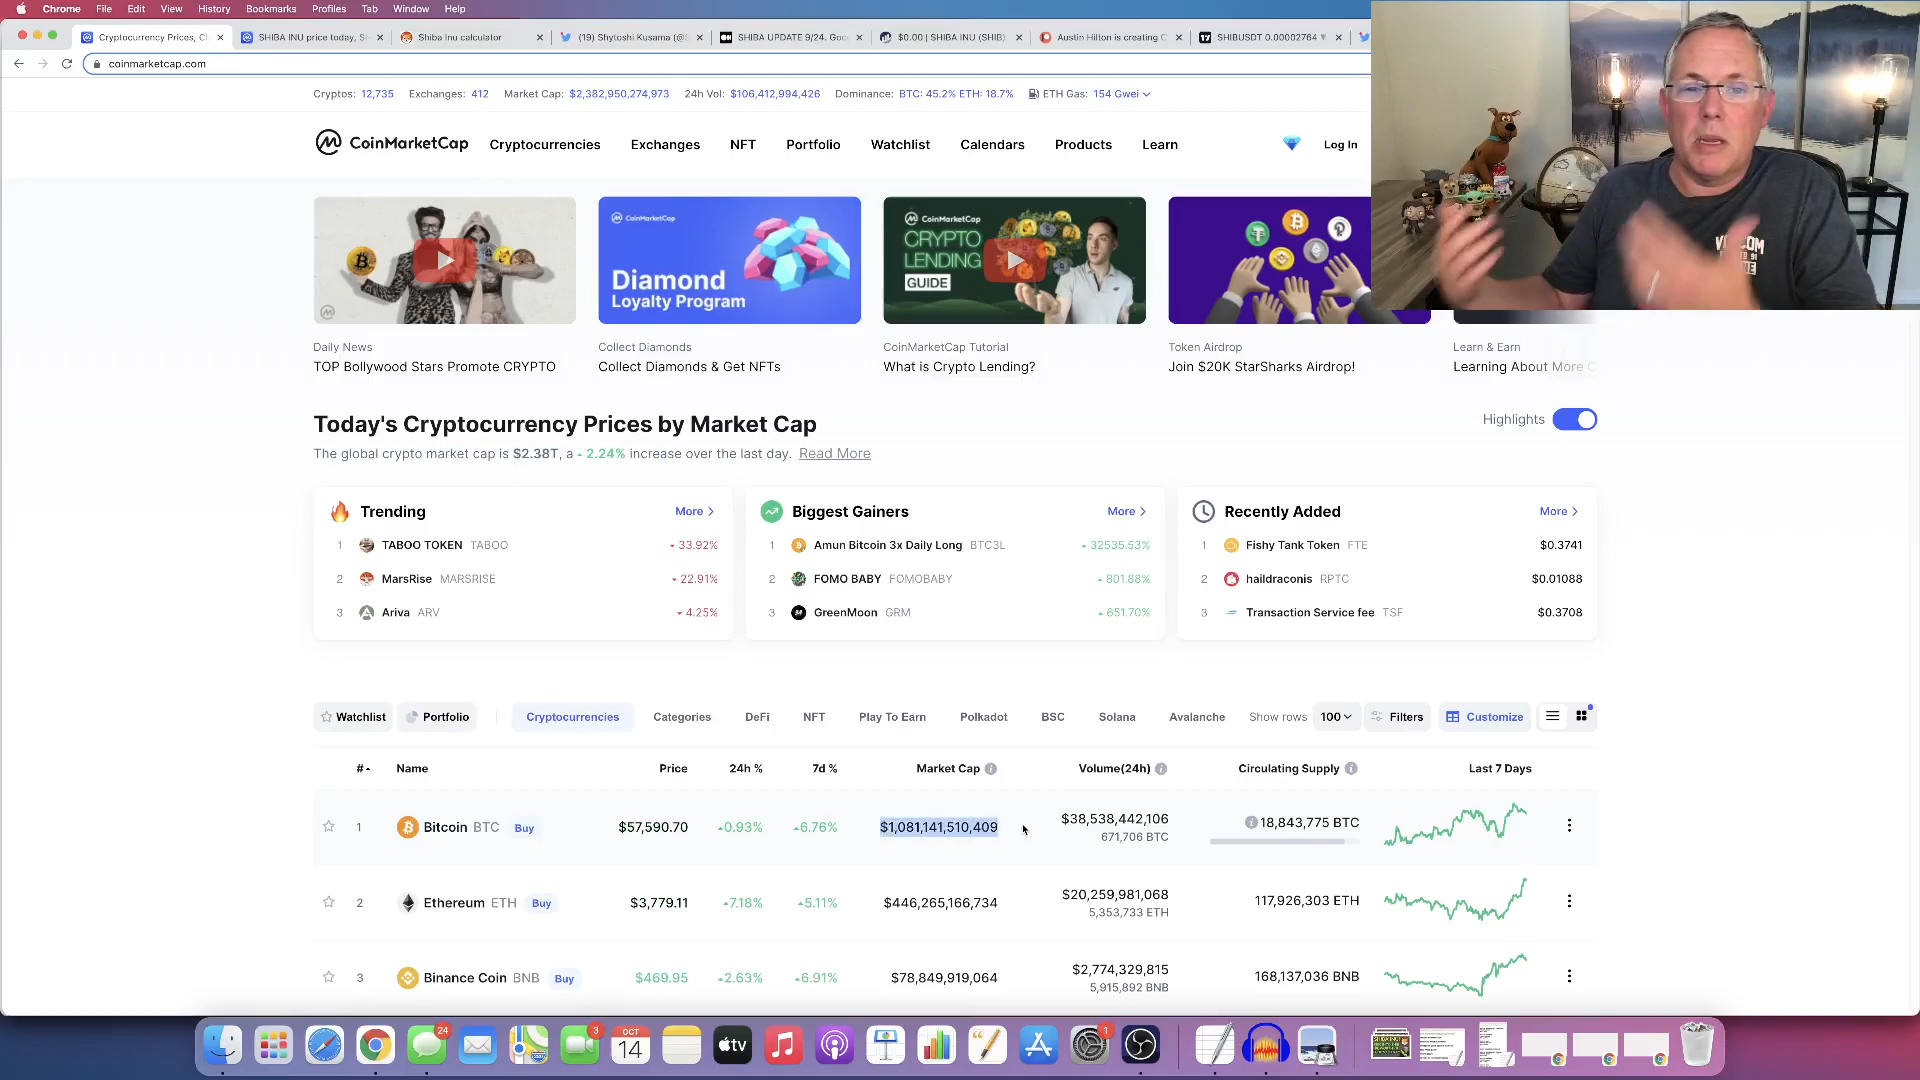 Chrome File Edit View History Bookmarks Profiles Tab Window Help
Cryptocurrency Prices, C
SHIBA INU price today, S
Shiba Inu calculator
(19) Shytoshi Kusama (@S
SHIBA UPDATE 9/24. Goo
$0.00 | SHIBA INU (SHIB)
Austin Hilton is creating C
SHIBUSDT 0.00002764
coinmarketcap.com
Cryptos: 12,735 Exchanges: 412 Market Cap: $2,382,950,274,973 24h Vol: $106,412,994,426 Dominance: BTC: 45.2% ETH: 18.7% ETH Gas: 154 Gwei
CoinMarketCap Cryptocurrencies Exchanges NFT Portfolio Watchlist Calendars Products Learn Log In
CoinMarketCap
Diamond
Loyalty Program
CoinMarketCap
CRYPTO
LENDING
GUIDE
Daily News
TOP Bollywood Stars Promote CRYPTO
Collect Diamonds
Collect Diamonds & Get NFTs
CoinMarketCap Tutorial
What is Crypto Lending?
Token Airdrop
Join $20K StarSharks Airdrop!
Learn & Earn
Learning About More C
Today's Cryptocurrency Prices by Market Cap
Highlights
The global crypto market cap is $2.38T, a 2.24% increase over the last day. Read More
Trending More >
1 TABOO TOKEN TABOO 33.92%
2 MarsRise MARSRISE 22.91%
3 Ariva ARV 4.25%
Biggest Gainers More >
1 Amun Bitcoin 3x Daily Long BTC3L 32535.53%
2 FOMO BABY FOMOBABY 801.88%
3 GreenMoon GRM 651.70%
Recently Added More >
1 Fishy Tank Token FTE $0.3741
2 haildraconis RPTC $0.01088
3 Transaction Service fee TSF $0.3708
Watchlist Portfolio Cryptocurrencies Categories DeFi NFT Play To Earn Polkadot BSC Solana Avalanche Show rows 100 Filters Customize
# Name Price 24h % 7d % Market Cap Volume(24h) Circulating Supply Last 7 Days
1 Bitcoin BTC Buy $57,590.70 0.93% 6.76% $1,081,141,510,409 $38,538,442,106 18,843,775 BTC
671,706 BTC
2 Ethereum ETH Buy $3,779.11 7.18% 5.11% $446,265,166,734 $20,259,981,068 117,926,303 ETH
5,353,733 ETH
3 Binance Coin BNB Buy $469.95 2.63% 6.91% $78,849,919,064 $2,774,329,815 168,137,036 BNB
5,915,892 BNB
24
3
OCT
14
tv
1